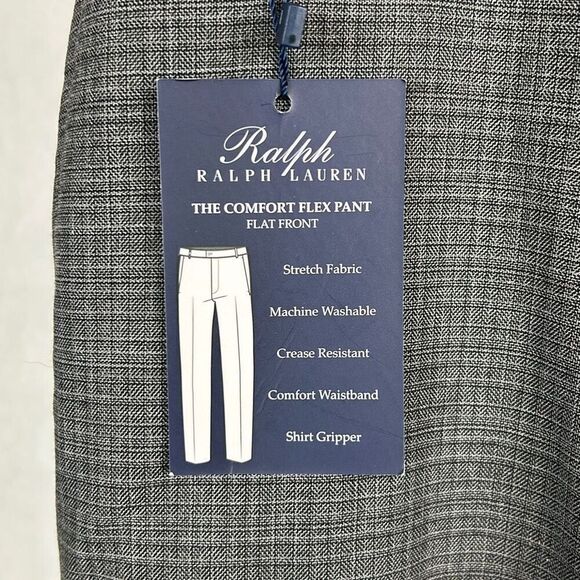 Ralph
RALPH LAUREN
THE COMFORT FLEX PANT
FLAT FRONT
Stretch Fabric
Machine Washable
Crease Resistant
Comfort Waistband
Shirt Gripper